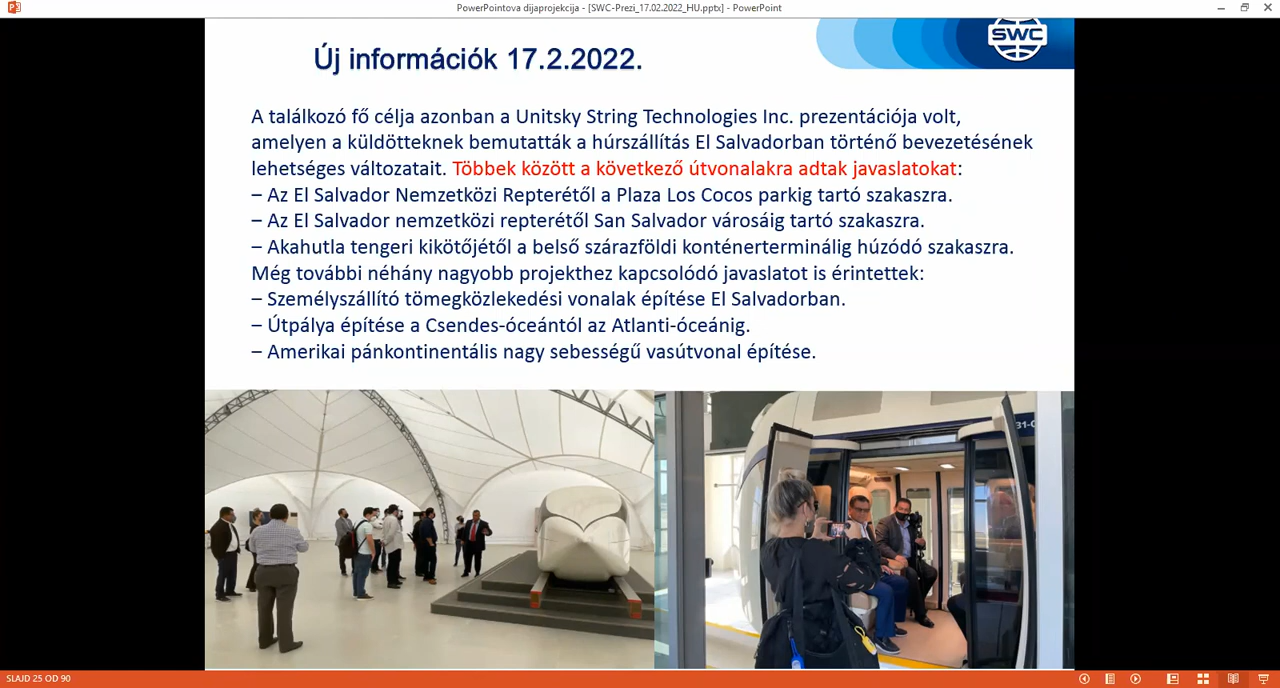 PowerPointova dijaprojekcija - [SWC-Prezi_17.02.2022_HU.pptx] - PowerPoint
SWC
Új információk 17.2.2022.
A találkozó fő célja azonban a Unitsky String Technologies Inc. prezentációja volt,
amelyen a küldötteknek bemutatták a húrszállítás El Salvadorban történő bevezetésének
lehetséges változatait. Többek között a következő útvonalakra adtak javaslatokat:
– Az El Salvador Nemzetközi Repterétől a Plaza Los Cocos parkig tartó szakaszra.
– Az El Salvador nemzetközi repterétől San Salvador városáig tartó szakaszra.
– Akahutla tengeri kikötőjétől a belső szárazföldi konténerterminálig húzódó szakaszra.
Még további néhány nagyobb projekthez kapcsolódó javaslatot is érintettek:
– Személyszállító tömegközlekedési vonalak építése El Salvadorban.
– Útpálya építése a Csendes-óceántól az Atlanti-óceánig.
– Amerikai pánkontinentális nagy sebességű vasútvonal építése.
SLAJD 25 OD 90